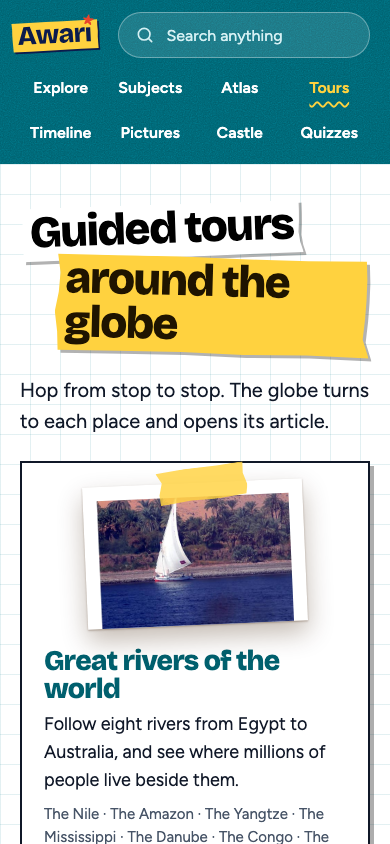 Awari
Search anything
Explore Subjects Atlas Tours
Timeline Pictures Castle Quizzes
Guided tours
around the
globe
Hop from stop to stop. The globe turns
to each place and opens its article.
Great rivers of the
world
Follow eight rivers from Egypt to
Australia, and see where millions of
people live beside them.
The Nile · The Amazon · The Yangtze · The
Mississippi · The Danube · The Congo · The